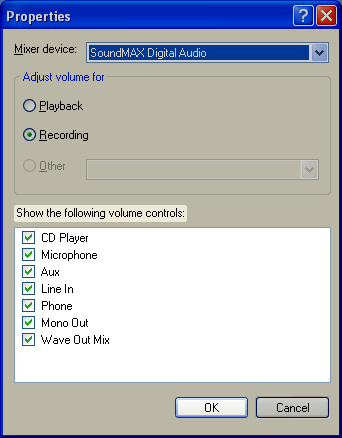 Properties
Mixer device: SoundMAX Digital Audio
Adjust volume for
Playback
Recording
Other
Show the following volume controls:
CD Player
Microphone
Aux
Line In
Phone
Mono Out
Wave Out Mix
OK Cancel